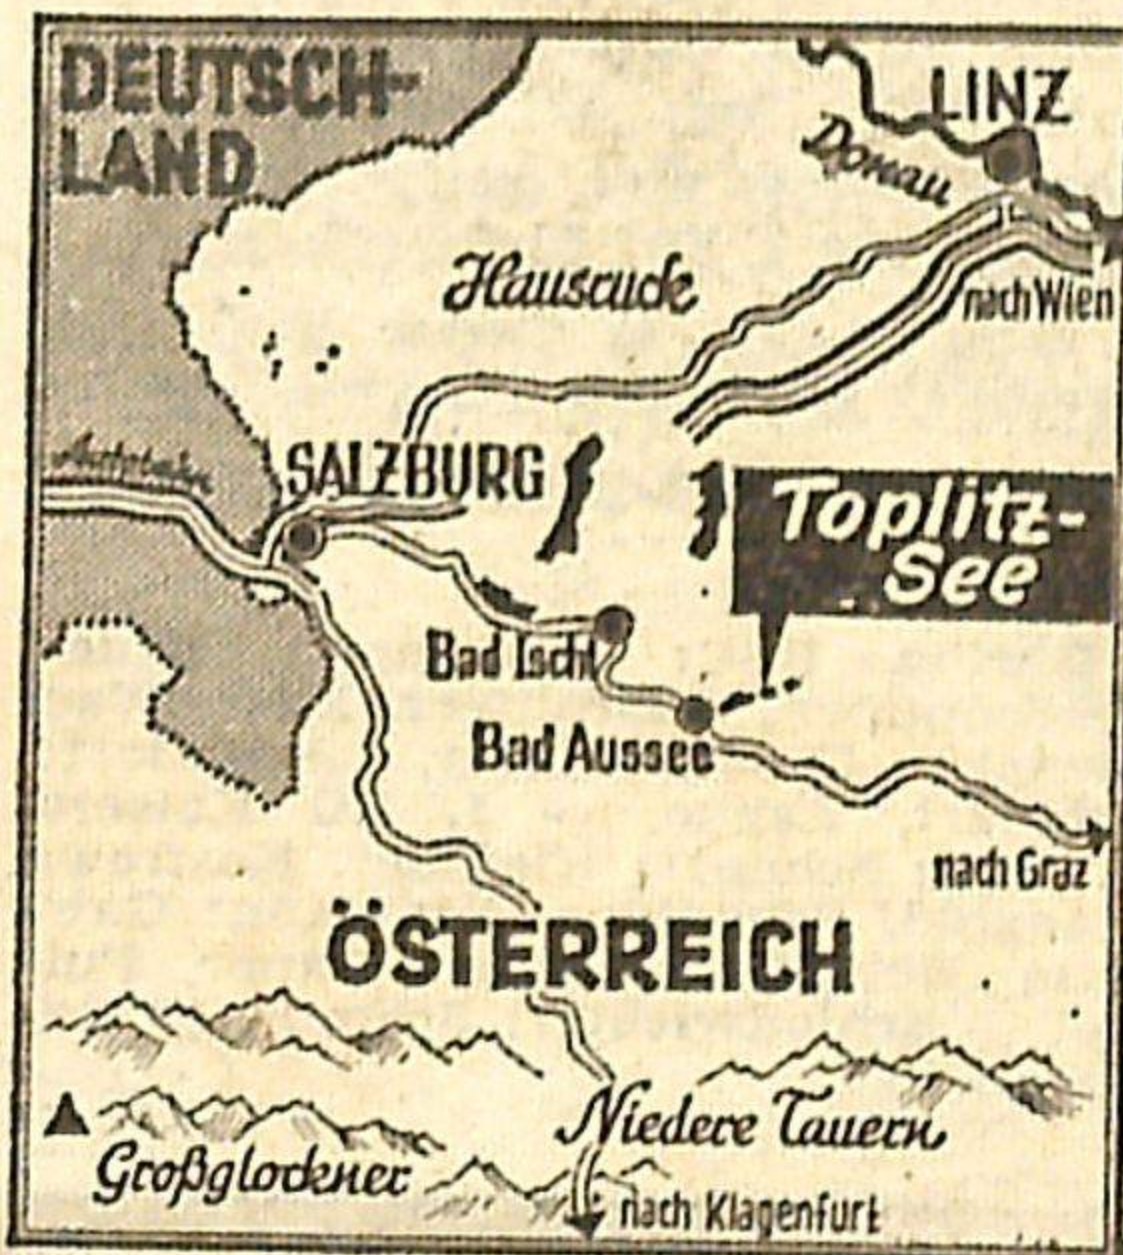 DEUTSCH-
LAND
LINZ
Donau
Hausruck
nach Wien
Autobahn
SALZBURG
Toplitz-
See
Bad Ischl
Bad Aussee
nach Graz
ÖSTERREICH
Niedere Tauern
Großglockner
nach Klagenfurt